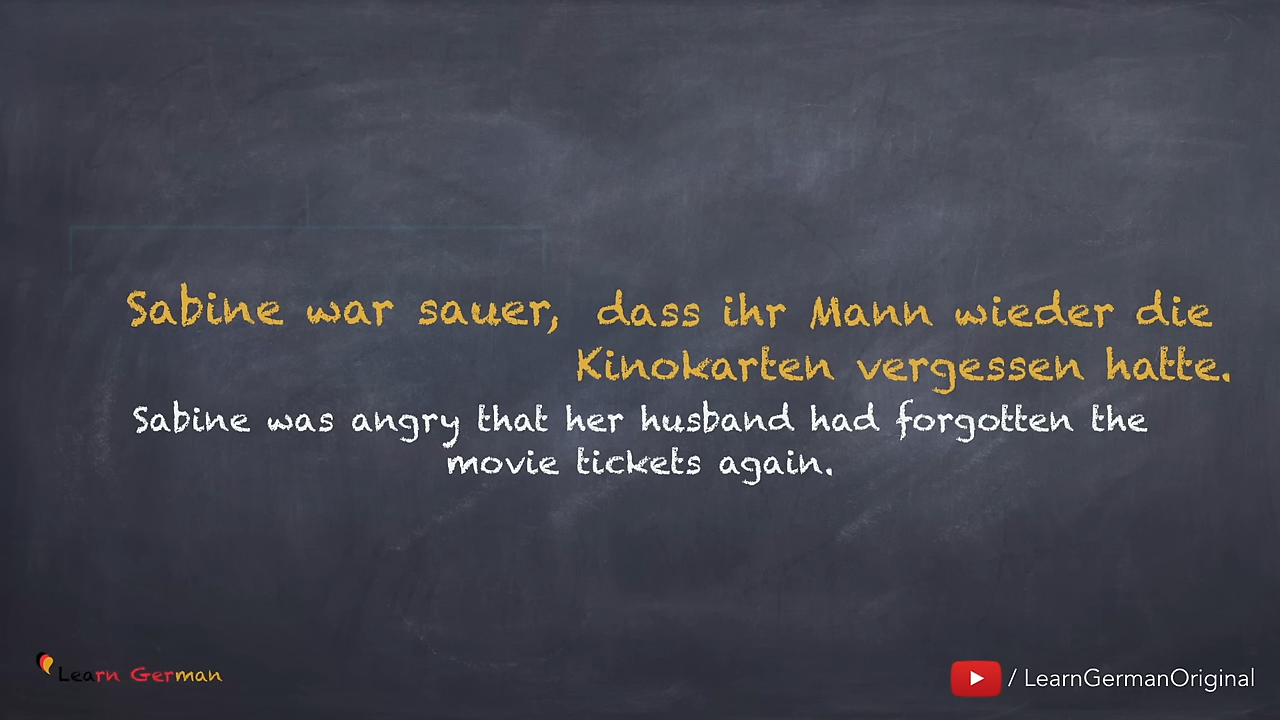 Sabine war sauer, dass ihr Mann wieder die
Kinokarten vergessen hatte.
Sabine was angry that her husband had forgotten the
movie tickets again.
Learn German
/ LearnGermanOriginal